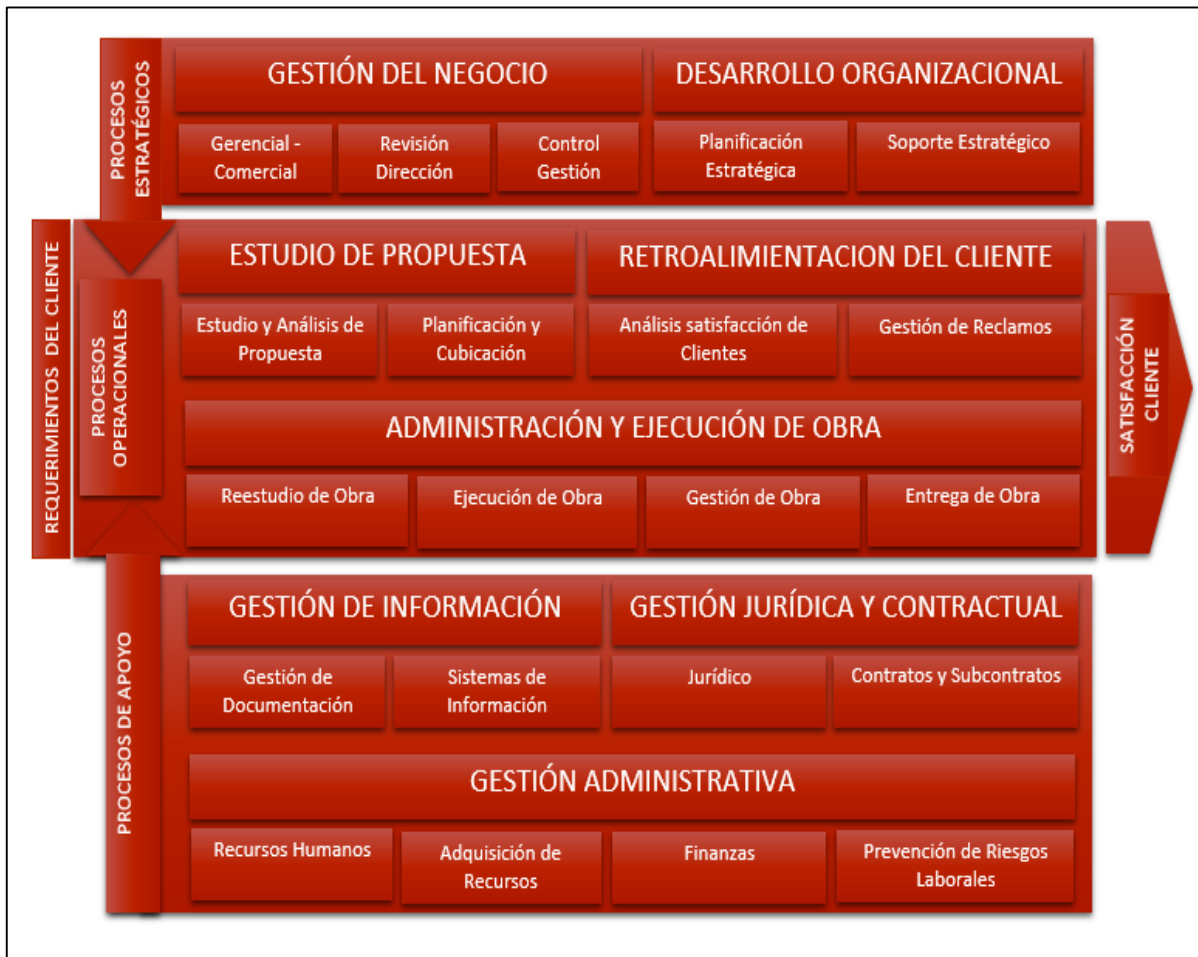 PROCESOS
ESTRATÉGICOS
GESTIÓN DEL NEGOCIO
DESARROLLO ORGANIZACIONAL
Gerencial -
Comercial
Revisión
Dirección
Control
Gestión
Planificación
Estratégica
Soporte Estratégico
REQUERIMIENTOS DEL CLIENTE
PROCESOS
OPERACIONALES
ESTUDIO DE PROPUESTA
RETROALIMENTACION DEL CLIENTE
Estudio y Análisis de
Propuesta
Planificación y
Cubicación
Análisis satisfacción de
Clientes
Gestión de Reclamos
ADMINISTRACIÓN Y EJECUCIÓN DE OBRA
Reestudio de Obra
Ejecución de Obra
Gestión de Obra
Entrega de Obra
SATISFACCIÓN
CLIENTE
PROCESOS DE APOYO
GESTIÓN DE INFORMACIÓN
GESTIÓN JURÍDICA Y CONTRACTUAL
Gestión de
Documentación
Sistemas de
Información
Jurídico
Contratos y Subcontratos
GESTIÓN ADMINISTRATIVA
Recursos Humanos
Adquisición de
Recursos
Finanzas
Prevención de Riesgos
Laborales